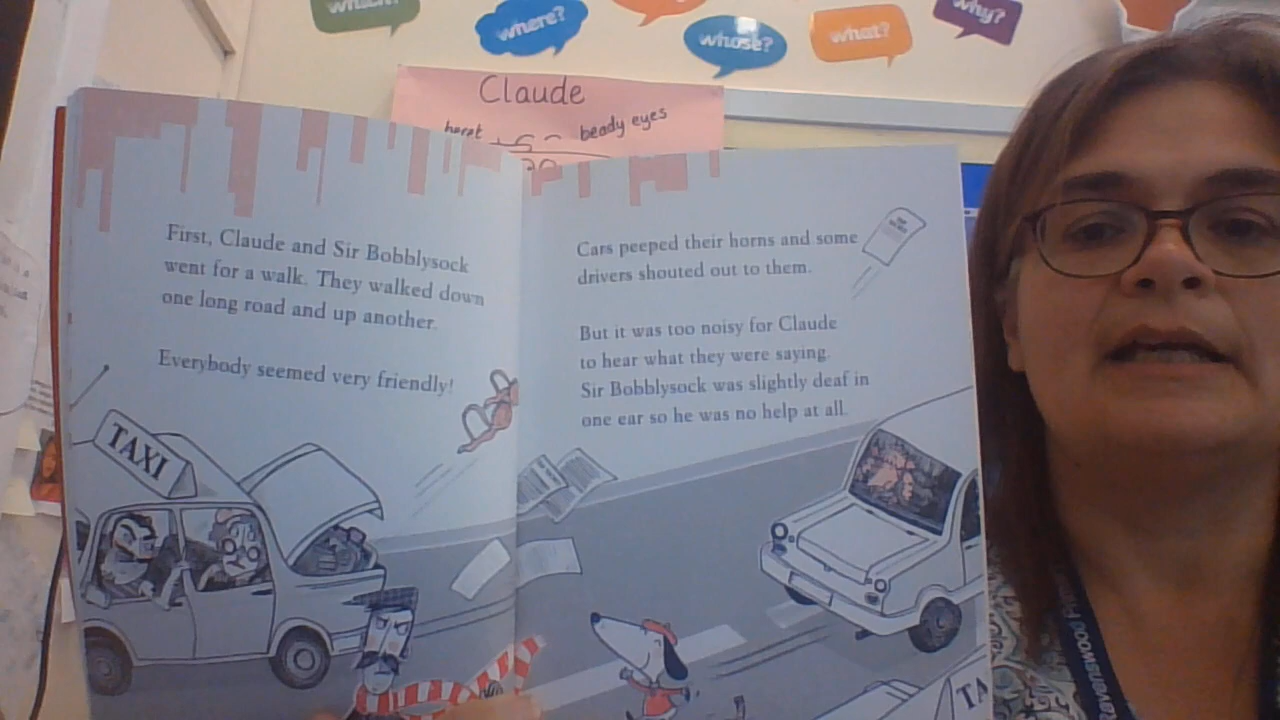 which?
where?
whose?
what?
why?
Claude
beret
beady eyes
First, Claude and Sir Bobblysock
went for a walk. They walked down
one long road and up another.
Everybody seemed very friendly!
TAXI
Cars peeped their horns and some
drivers shouted out to them.
But it was too noisy for Claude
to hear what they were saying.
Sir Bobblysock was slightly deaf in
one ear so he was no help at all.
TA